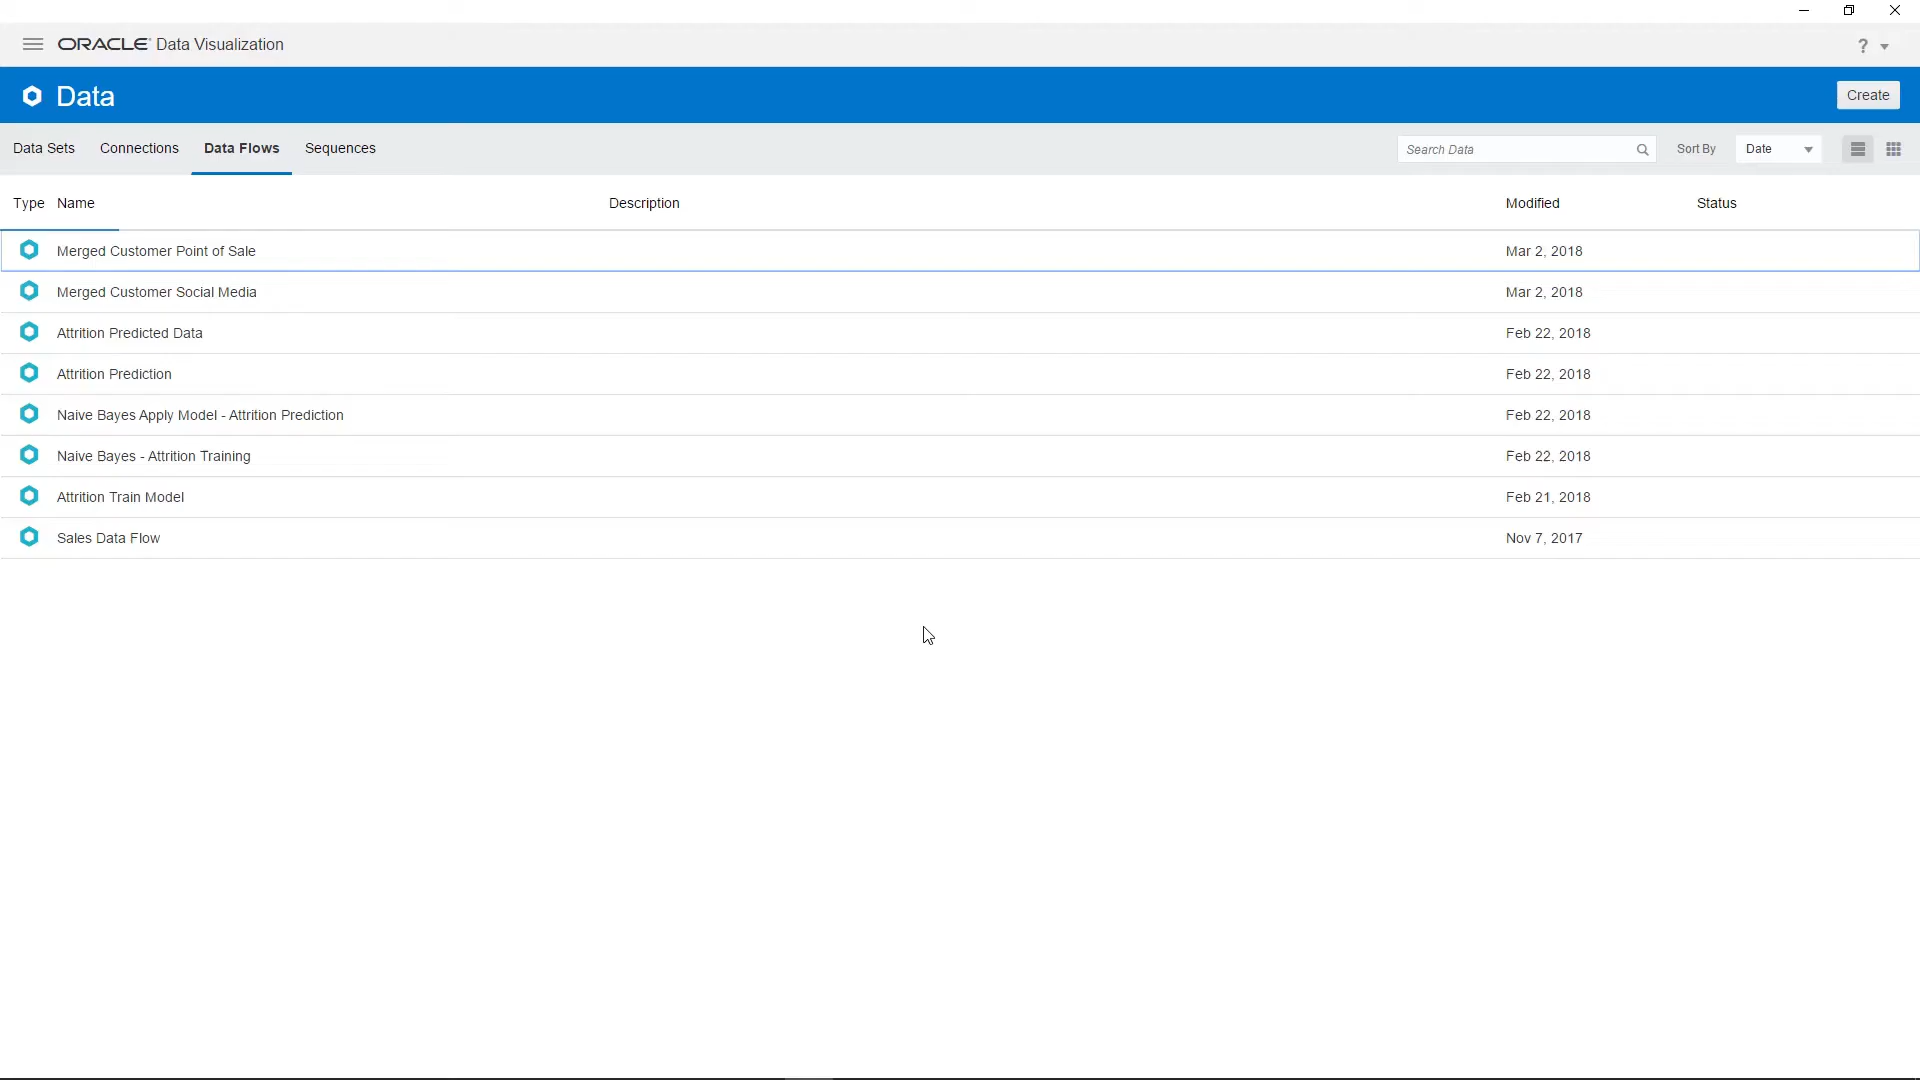 ORACLE Data Visualization
?
Data
Create
Data Sets Connections Data Flows Sequences Search Data Sort By Date
Type Name Description Modified Status
Merged Customer Point of Sale Mar 2, 2018
Merged Customer Social Media Mar 2, 2018
Attrition Predicted Data Feb 22, 2018
Attrition Prediction Feb 22, 2018
Naive Bayes Apply Model - Attrition Prediction Feb 22, 2018
Naive Bayes - Attrition Training Feb 22, 2018
Attrition Train Model Feb 21, 2018
Sales Data Flow Nov 7, 2017